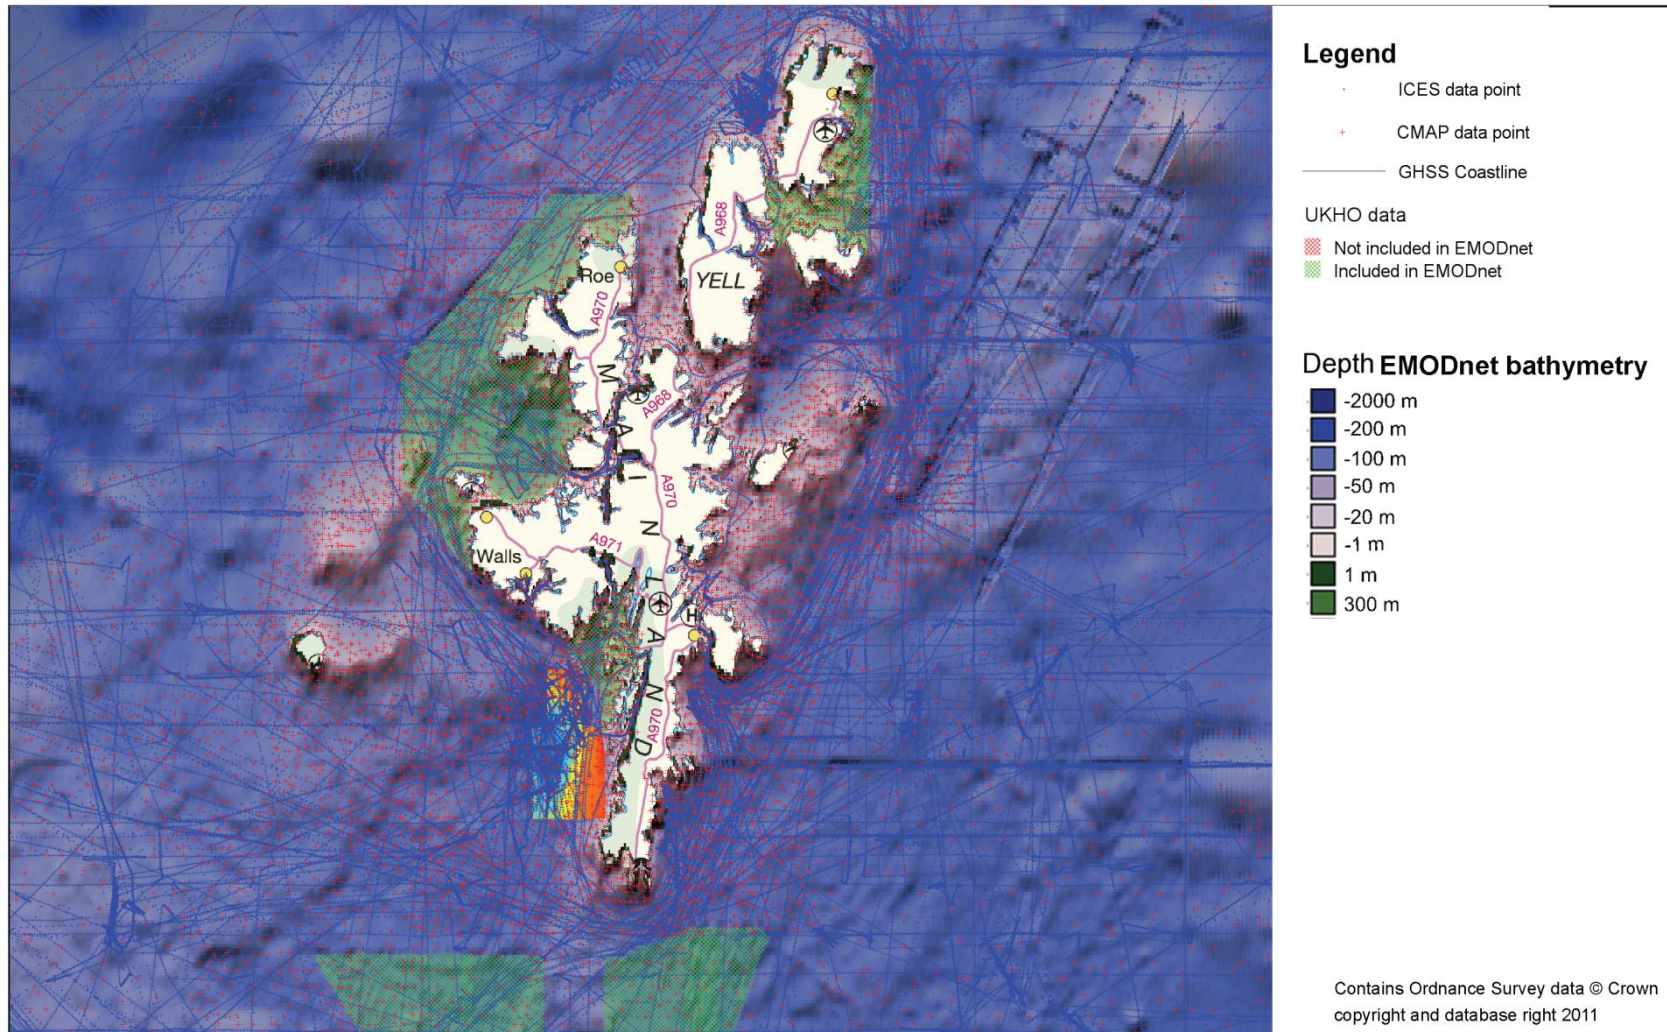 Legend
ICES data point
CMAP data point
GHSS Coastline
UKHO data
Not included in EMODnet
Included in EMODnet
Depth EMODnet bathymetry
-2000 m
-200 m
-100 m
-50 m
-20 m
-1 m
1 m
300 m
Contains Ordnance Survey data © Crown
copyright and database right 2011
A968
Roe
YELL
A970
A968
MAINLAND
A970
Walls
A971
H
A970